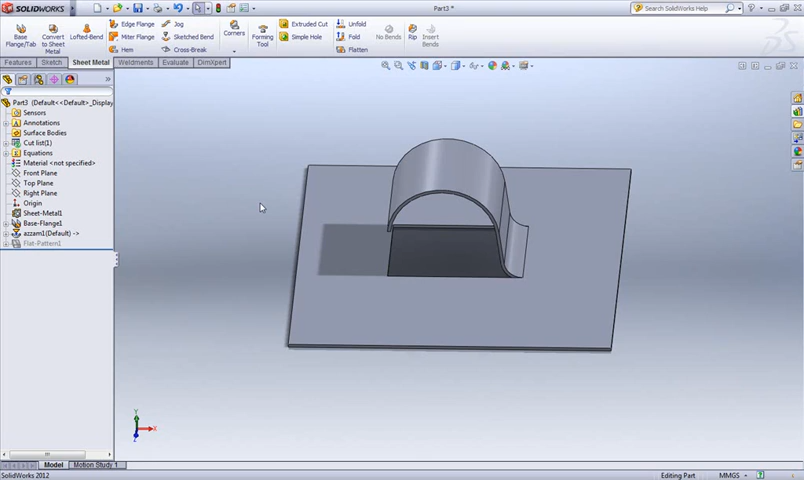 SOLIDWORKS
Part3 *
Search SolidWorks Help
Base Flange/Tab
Convert to Sheet Metal
Lofted-Bend
Edge Flange
Miter Flange
Hem
Jog
Sketched Bend
Cross-Break
Corners
Forming Tool
Extruded Cut
Simple Hole
Unfold
Fold
Flatten
No Bends
Rip
Insert Bends
Features
Sketch
Sheet Metal
Weldments
Evaluate
DimXpert
Part3 (Default<<Default>_Display
Sensors
Annotations
Surface Bodies
Cut list(1)
Equations
Material <not specified>
Front Plane
Top Plane
Right Plane
Origin
Sheet-Metal1
Base-Flange1
azzam1(Default) ->
Flat-Pattern1
Y
X
Z
Model
Motion Study 1
SolidWorks 2012
Editing Part
MMGS